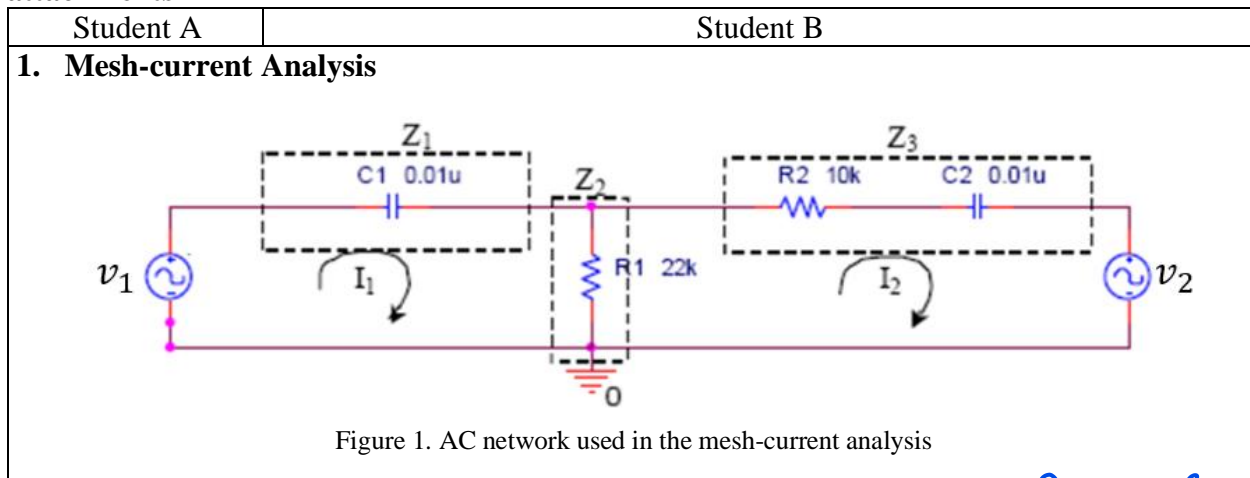 Student A Student B
1. Mesh-current Analysis
Z1 Z3
C1 0.01u Z2 R2 10k C2 0.01u
v1 I1 R1 22k I2 v2
0
Figure 1. AC network used in the mesh-current analysis